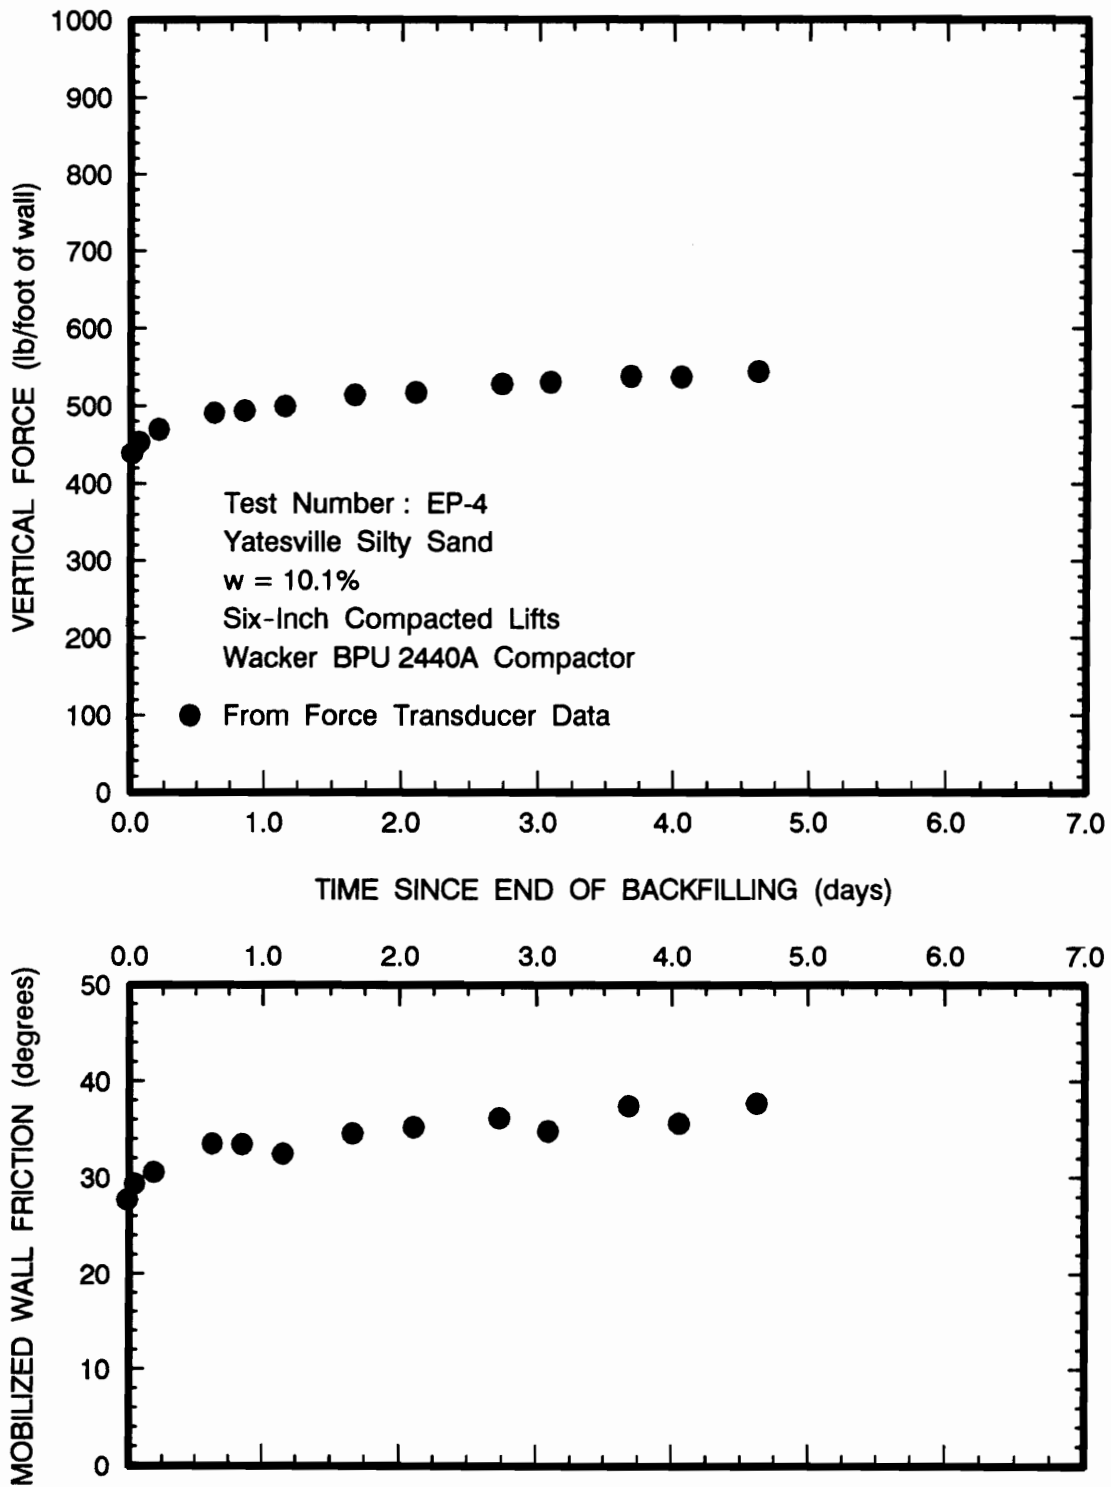 1000
900
800
700
600
500
400
300
200
100
0
VERTICAL FORCE (lb/foot of wall)
Test Number : EP-4
Yatesville Silty Sand
w = 10.1%
Six-Inch Compacted Lifts
Wacker BPU 2440A Compactor
From Force Transducer Data
0.0 1.0 2.0 3.0 4.0 5.0 6.0 7.0
TIME SINCE END OF BACKFILLING (days)
0.0 1.0 2.0 3.0 4.0 5.0 6.0 7.0
50
40
30
20
10
0
MOBILIZED WALL FRICTION (degrees)